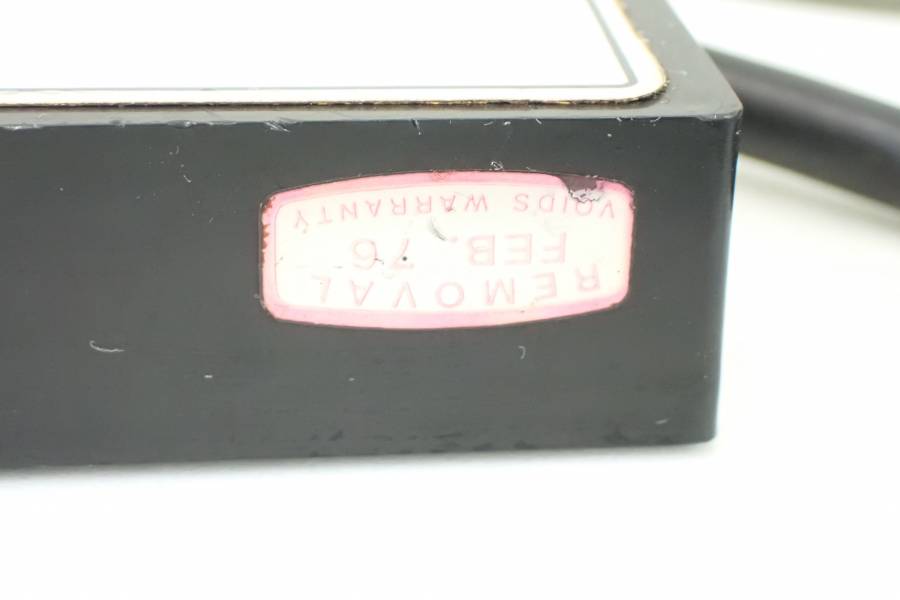 REMOVAL
FEB. 76
VOIDS WARRANTY